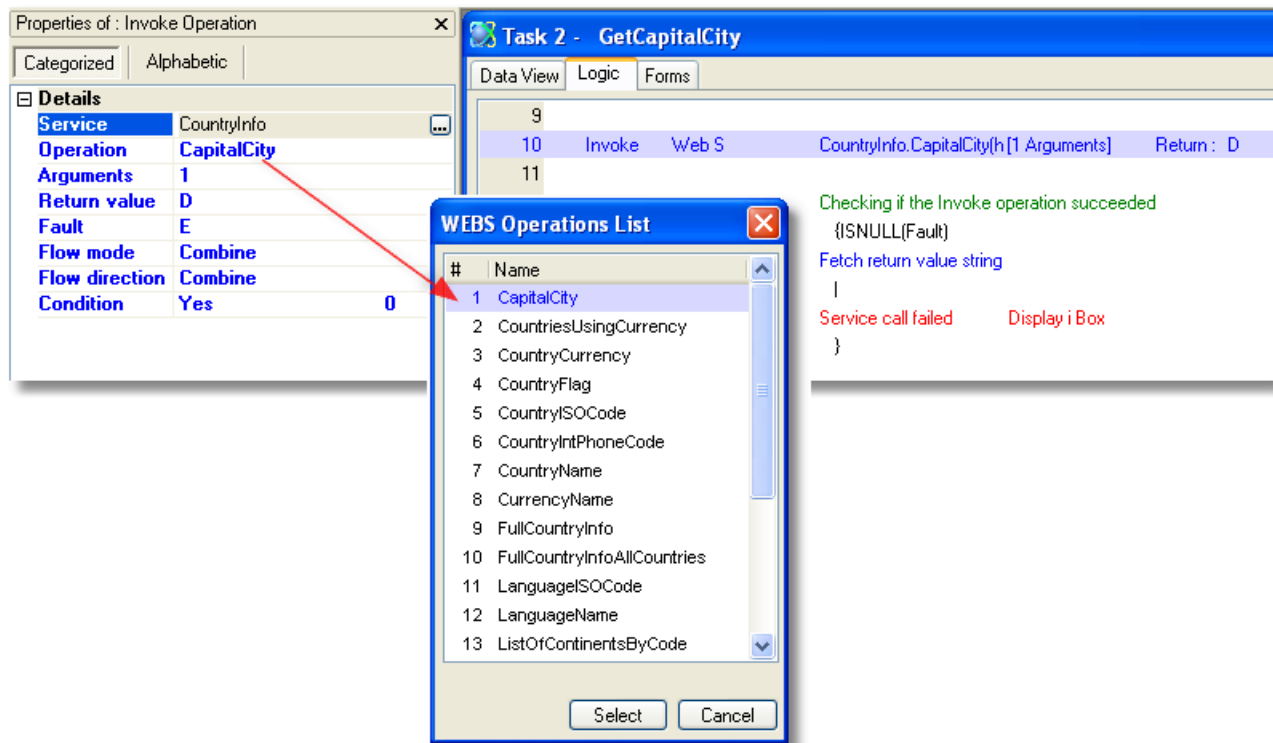 Properties of : Invoke Operation
Categorized Alphabetic
Details
Service CountryInfo ...
Operation CapitalCity
Arguments 1
Return value D
Fault E
Flow mode Combine
Flow direction Combine
Condition Yes 0
Task 2 - GetCapitalCity
Data View Logic Forms
9
10 Invoke Web S CountryInfo.CapitalCity(h [1 Arguments] Return : D
11
Checking if the Invoke operation succeeded
{ISNULL(Fault)
Fetch return value string
|
Service call failed Display i Box
}
WEBS Operations List
# Name
1 CapitalCity
2 CountriesUsingCurrency
3 CountryCurrency
4 CountryFlag
5 CountryISOCode
6 CountryIntPhoneCode
7 CountryName
8 CurrencyName
9 FullCountryInfo
10 FullCountryInfoAllCountries
11 LanguageISOCode
12 LanguageName
13 ListOfContinentsByCode
Select Cancel